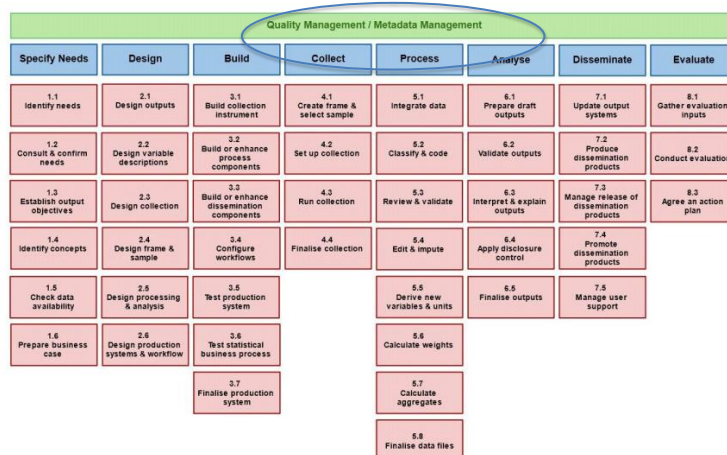 Quality Management / Metadata Management
Specify Needs
Design
Build
Collect
Process
Analyse
Disseminate
Evaluate
1.1
Identify needs
1.2
Consult & confirm
needs
1.3
Establish output
objectives
1.4
Identify concepts
1.5
Check data
availability
1.6
Prepare business
case
2.1
Design outputs
2.2
Design variable
descriptions
2.3
Design collection
2.4
Design frame &
sample
2.5
Design processing
& analysis
2.6
Design production
systems & workflow
3.1
Build collection
instrument
3.2
Build or enhance
process
components
3.3
Build or enhance
dissemination
components
3.4
Configure
workflows
3.5
Test production
system
3.6
Test statistical
business process
3.7
Finalise production
system
4.1
Create frame &
select sample
4.2
Set up collection
4.3
Run collection
4.4
Finalise collection
5.1
Integrate data
5.2
Classify & code
5.3
Review & validate
5.4
Edit & impute
5.5
Derive new
variables & units
5.6
Calculate weights
5.7
Calculate
aggregates
5.8
Finalise data files
6.1
Prepare draft
outputs
6.2
Validate outputs
6.3
Interpret & explain
outputs
6.4
Apply disclosure
control
6.5
Finalise outputs
7.1
Update output
systems
7.2
Produce
dissemination
products
7.3
Manage release of
dissemination
products
7.4
Promote
dissemination
products
7.5
Manage user
support
8.1
Gather evaluation
inputs
8.2
Conduct evaluation
8.3
Agree an action
plan